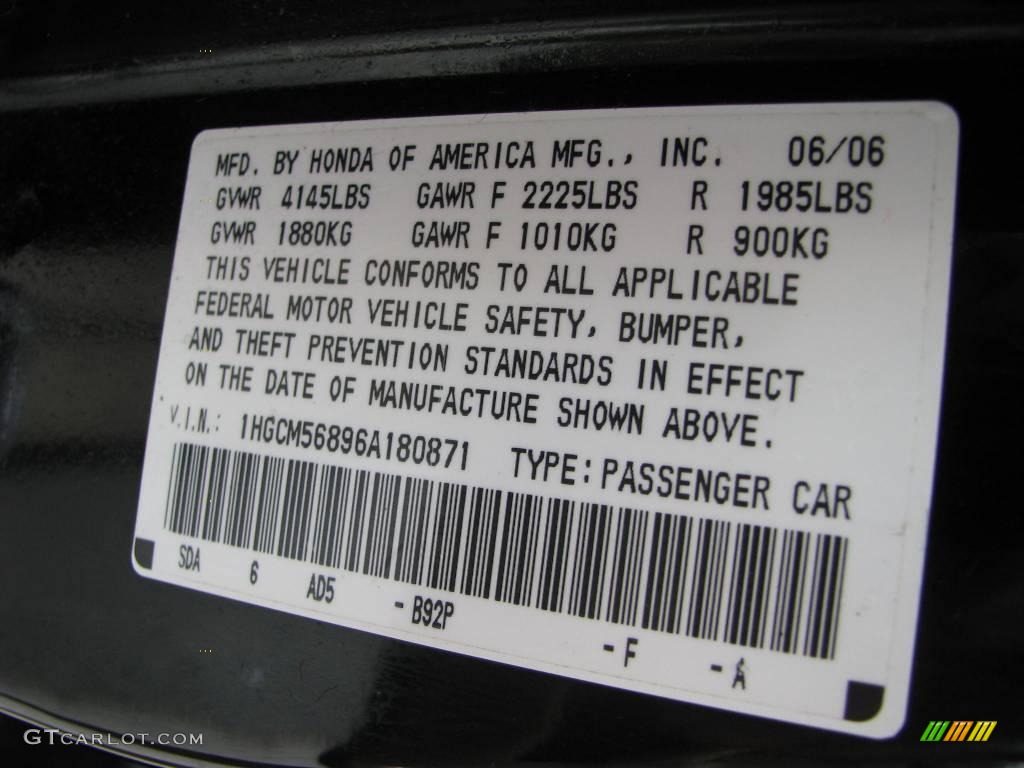 MFD. BY HONDA OF AMERICA MFG., INC. 06/06
GVWR 4145LBS GAWR F 2225LBS R 1985LBS
GVWR 1880KG GAWR F 1010KG R 900KG
THIS VEHICLE CONFORMS TO ALL APPLICABLE
FEDERAL MOTOR VEHICLE SAFETY, BUMPER,
AND THEFT PREVENTION STANDARDS IN EFFECT
ON THE DATE OF MANUFACTURE SHOWN ABOVE.
V.I.N.: 1HGCM56896A180871 TYPE: PASSENGER CAR
SDA 6 AD5 - B92P - F - A
GTCARLOT.COM